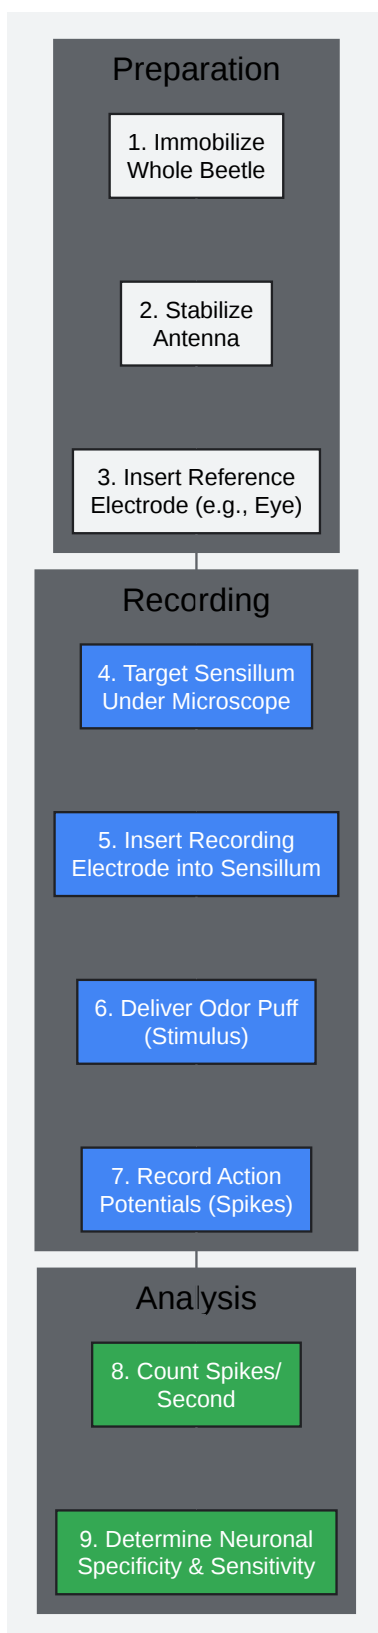 Preparation
1. Immobilize
Whole Beetle
2. Stabilize
Antenna
3. Insert Reference
Electrode (e.g., Eye)
Recording
4. Target Sensillum
Under Microscope
5. Insert Recording
Electrode into Sensillum
6. Deliver Odor Puff
(Stimulus)
7. Record Action
Potentials (Spikes)
Analysis
8. Count Spikes/
Second
9. Determine Neuronal
Specificity & Sensitivity